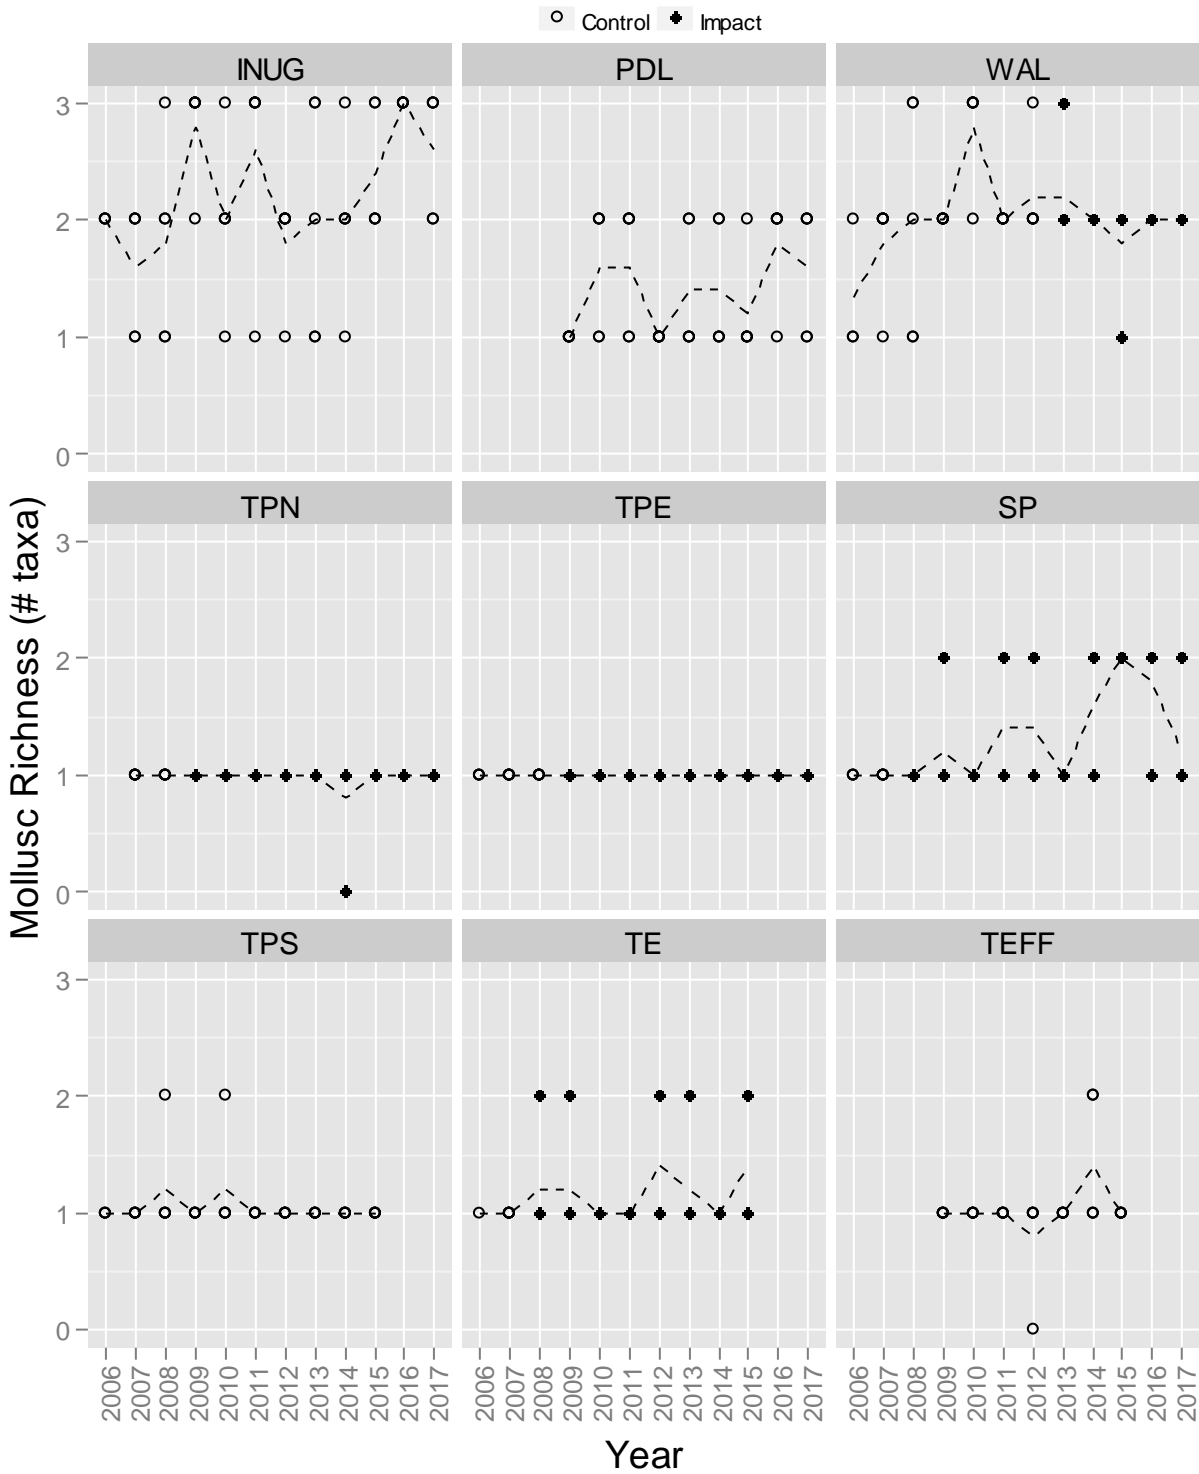 Control Impact
INUG PDL WAL
3
2
1
0
TPN TPE SP
3
2
1
0
TPS TE TEFF
3
2
1
0
Mollusc Richness (# taxa)
2006 2007 2008 2009 2010 2011 2012 2013 2014 2015 2016 2017 2006 2007 2008 2009 2010 2011 2012 2013 2014 2015 2016 2017 2006 2007 2008 2009 2010 2011 2012 2013 2014 2015 2016 2017
Year